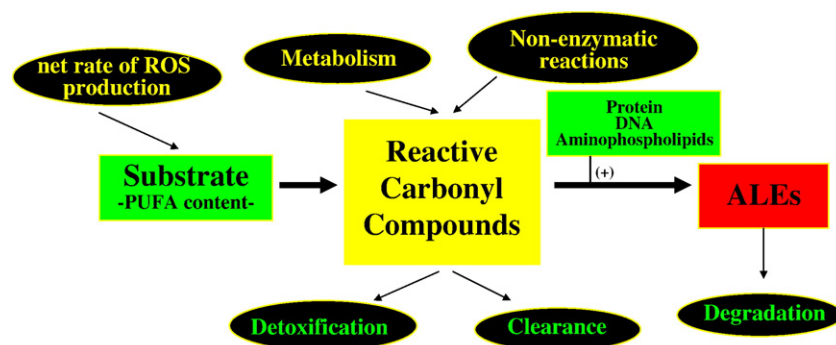 net rate of ROS
production
Metabolism
Non-enzymatic
reactions
Protein
DNA
Aminophospholipids
Substrate
-PUFA content-
Reactive
Carbonyl
Compounds
(+)
ALEs
Detoxification
Clearance
Degradation